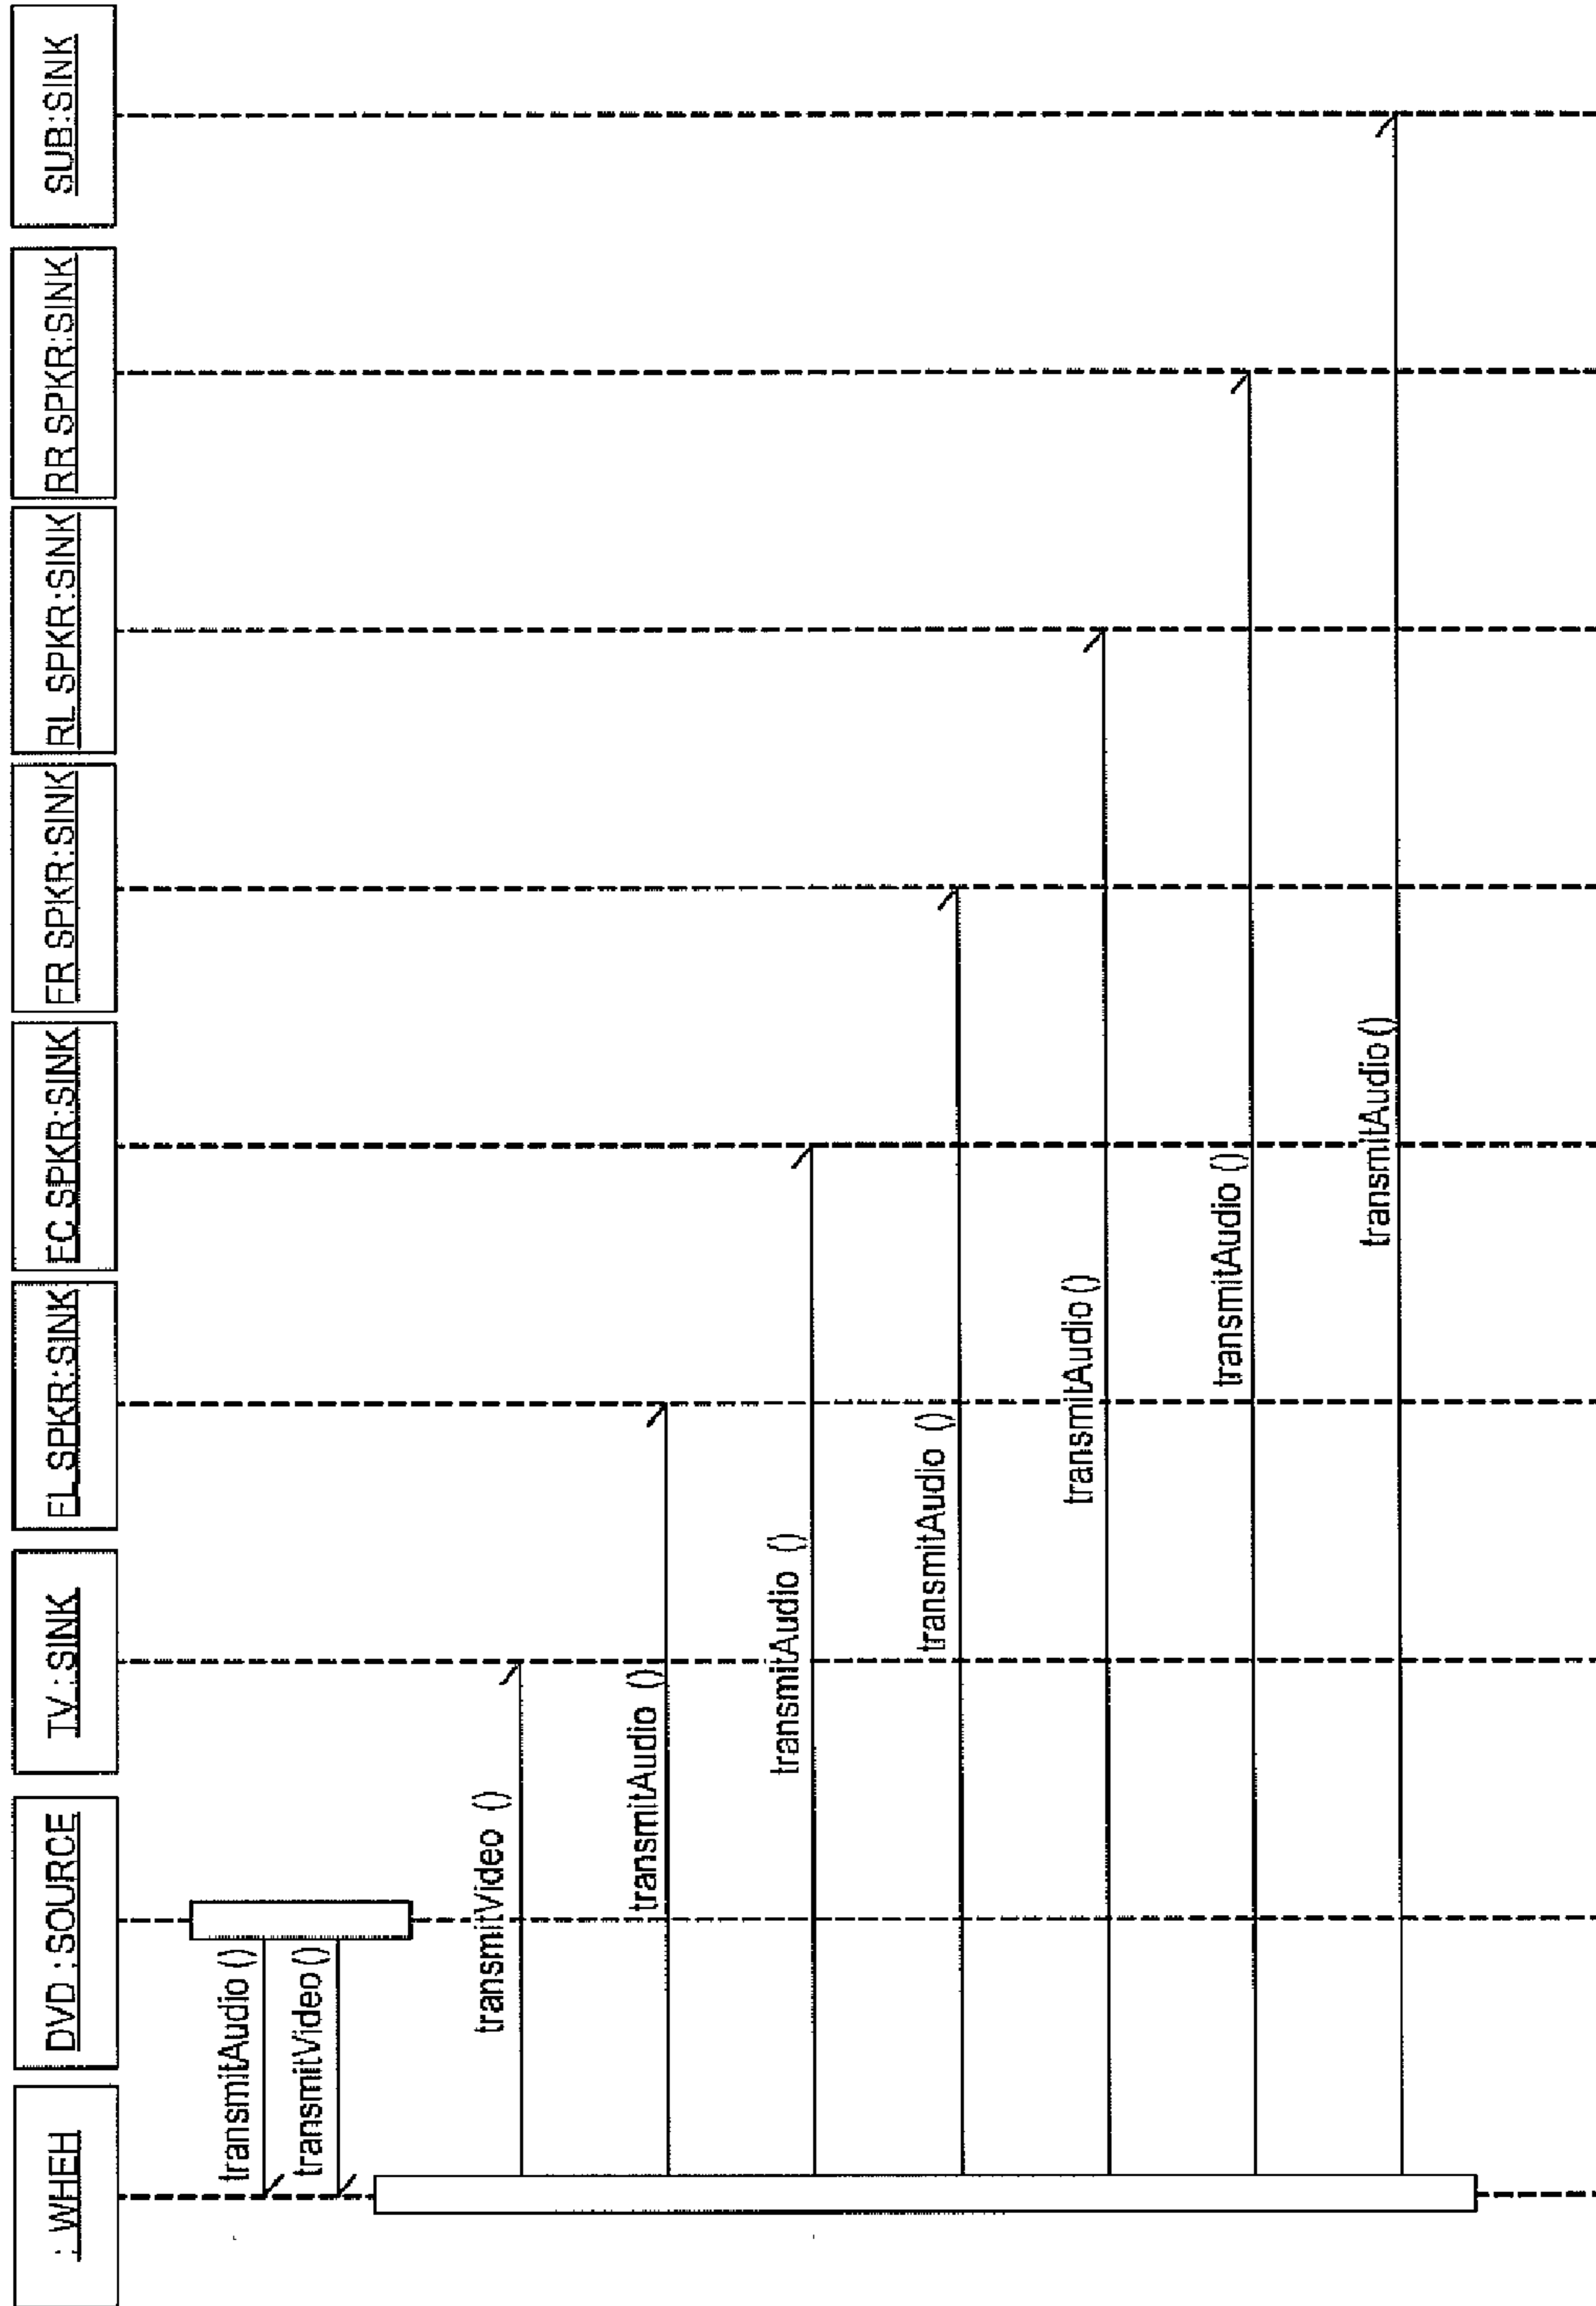 : WHEH
DVD : SOURCE
TV : SINK
FL SPKR:SINK
FC SPKR:SINK
FR SPKR:SINK
RL SPKR:SINK
RR SPKR:SINK
SUB:SINK
transmitAudio ()
transmitVideo ()
transmitVideo ()
transmitAudio ()
transmitAudio ()
transmitAudio ()
transmitAudio ()
transmitAudio ()
transmitAudio ()